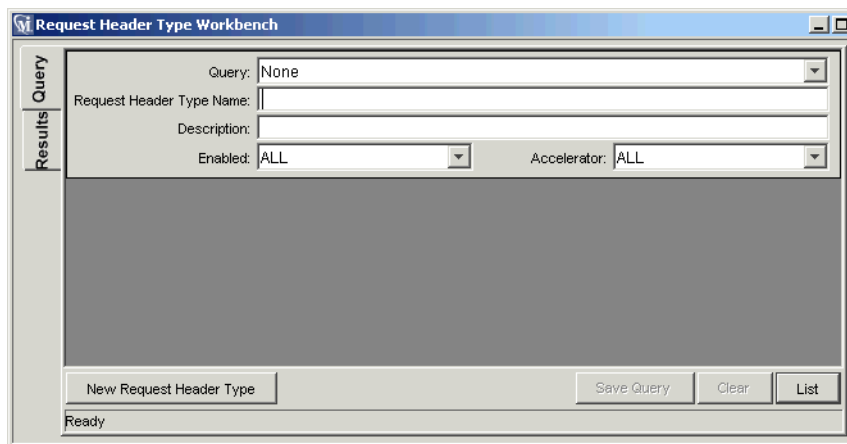 Request Header Type Workbench
Query
Results
Query: None
Request Header Type Name:
Description:
Enabled: ALL Accelerator: ALL
New Request Header Type Save Query Clear List
Ready